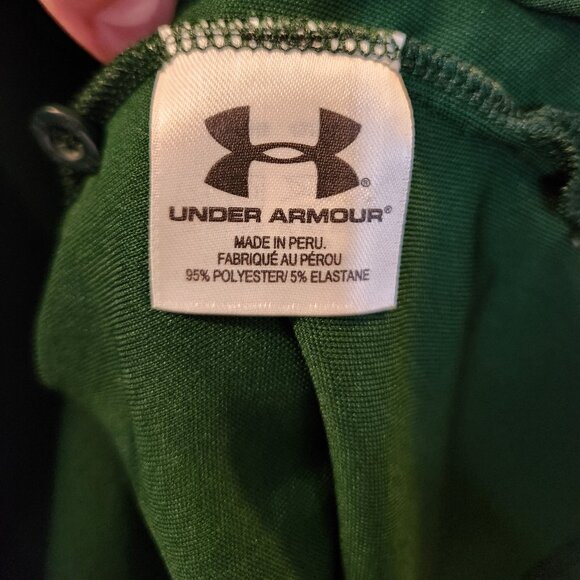 UNDER ARMOUR®
MADE IN PERU.
FABRIQUÉ AU PÉROU
95% POLYESTER/ 5% ELASTANE